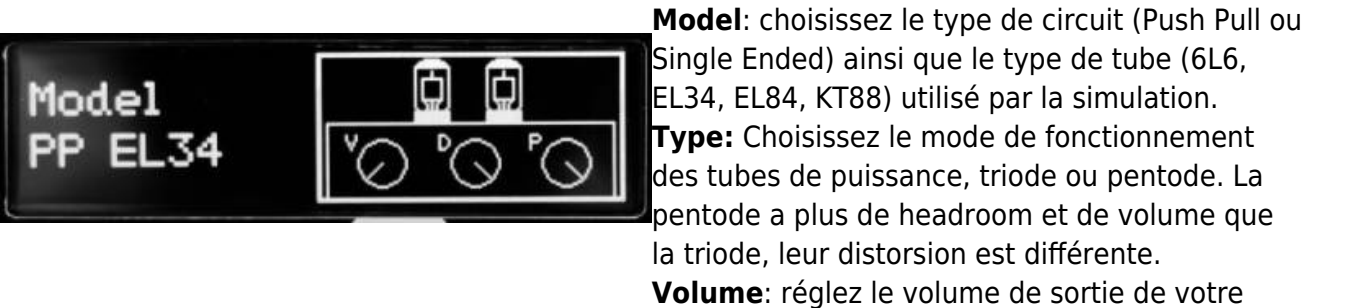 Model
PP EL34
V D P
Model: choisissez le type de circuit (Push Pull ou
Single Ended) ainsi que le type de tube (6L6,
EL34, EL84, KT88) utilisé par la simulation.
Type: Choisissez le mode de fonctionnement
des tubes de puissance, triode ou pentode. La
pentode a plus de headroom et de volume que
la triode, leur distorsion est différente.
Volume: réglez le volume de sortie de votre